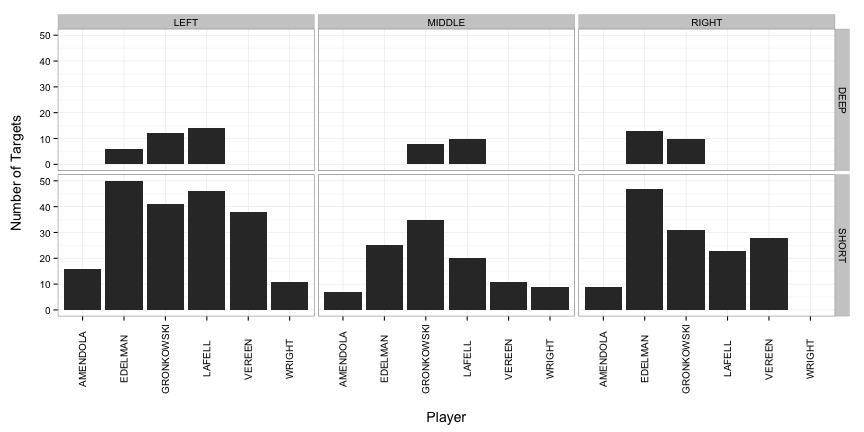 LEFT MIDDLE RIGHT
50
40
30
20
10
0
DEEP
50
40
30
20
10
0
SHORT
Number of Targets
AMENDOLA EDELMAN GRONKOWSKI LAFELL VEREEN WRIGHT AMENDOLA EDELMAN GRONKOWSKI LAFELL VEREEN WRIGHT AMENDOLA EDELMAN GRONKOWSKI LAFELL VEREEN WRIGHT
Player